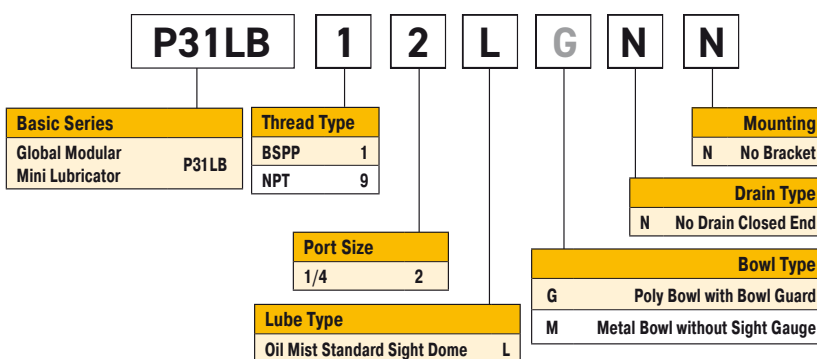 P31LB 1 2 L G N N
Basic Series
Global Modular
Mini Lubricator P31LB
Thread Type
BSPP 1
NPT 9
Mounting
N No Bracket
Drain Type
N No Drain Closed End
Port Size
1/4 2
Bowl Type
G Poly Bowl with Bowl Guard
M Metal Bowl without Sight Gauge
Lube Type
Oil Mist Standard Sight Dome L